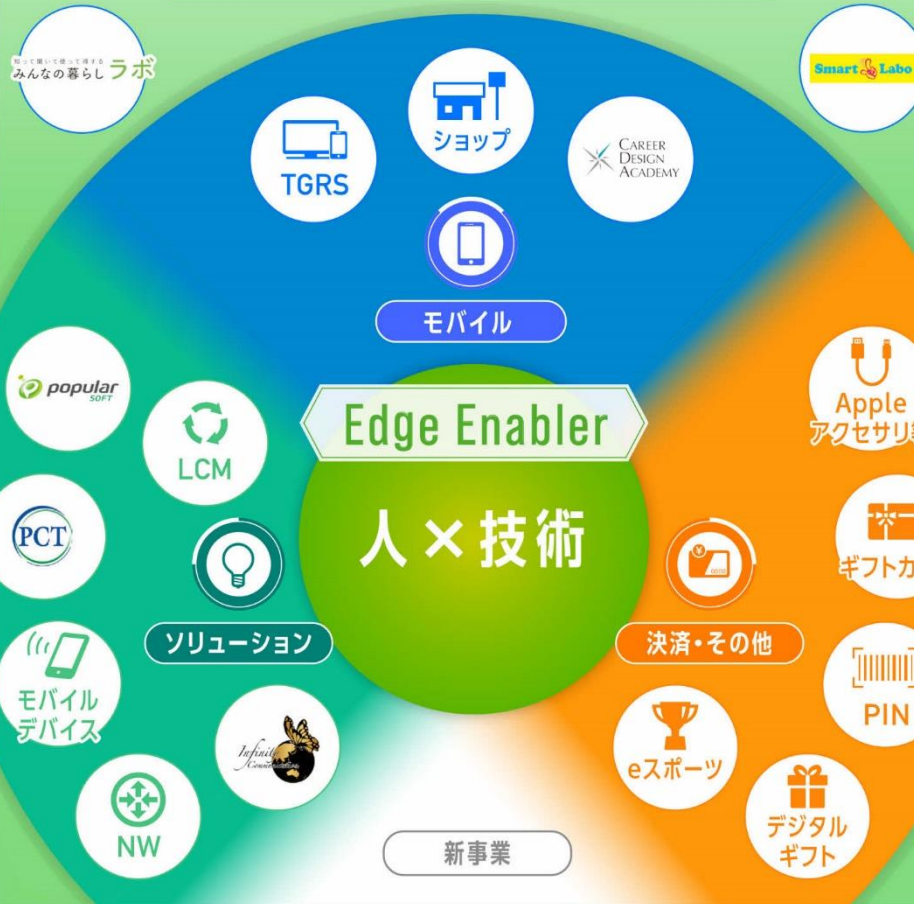 知って聞いて使って得する
みんなの暮らし ラボ
Smart Labo
TGRS
ショップ
CAREER
DESIGN
ACADEMY
モバイル
popular
SOFT
LCM
PCT
ソリューション
モバイル
デバイス
NW
Infinity
Communication
Edge Enabler
人×技術
決済・その他
Apple
アクセサリ
ギフトカ
PIN
eスポーツ
デジタル
ギフト
新事業